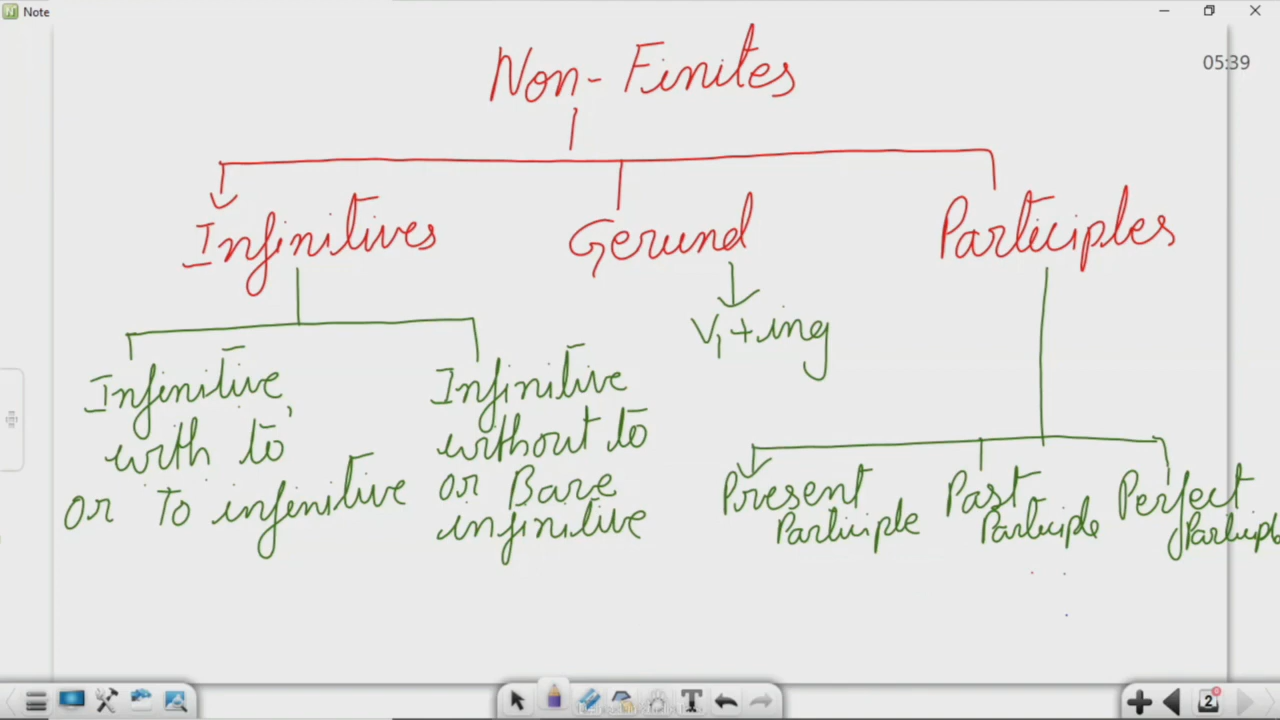 Note
05:39
Non-Finites
Infinitives Gerund Participles
V1+ing
Infinitive
with to
or To infinitive
Infinitive
without to
or Bare
infinitive
Present
Participle
Past
Participle
Perfect
Participle
2